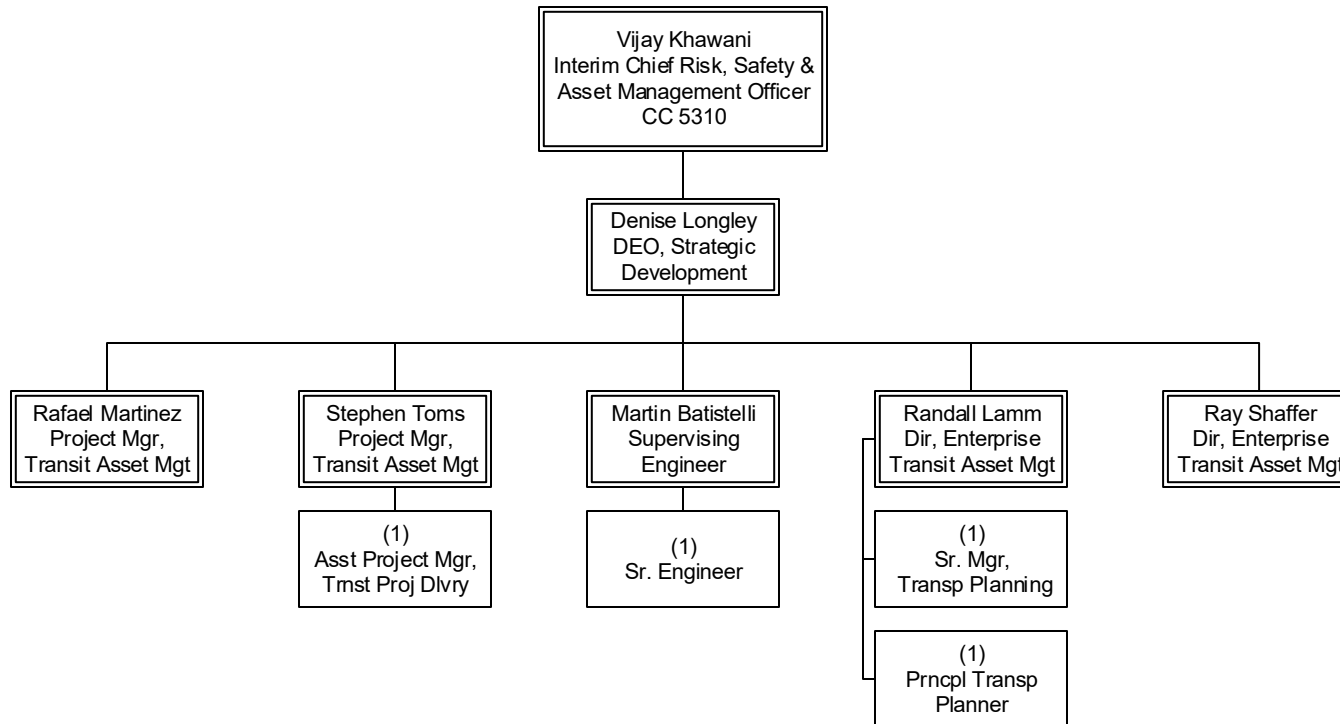 Vijay Khawani
Interim Chief Risk, Safety &
Asset Management Officer
CC 5310
Denise Longley
DEO, Strategic
Development
Rafael Martinez
Project Mgr,
Transit Asset Mgt
Stephen Toms
Project Mgr,
Transit Asset Mgt
Martin Batistelli
Supervising
Engineer
Randall Lamm
Dir, Enterprise
Transit Asset Mgt
Ray Shaffer
Dir, Enterprise
Transit Asset Mgt
(1)
Asst Project Mgr,
Trnst Proj Dlvry
(1)
Sr. Engineer
(1)
Sr. Mgr,
Transp Planning
(1)
Prncpl Transp
Planner